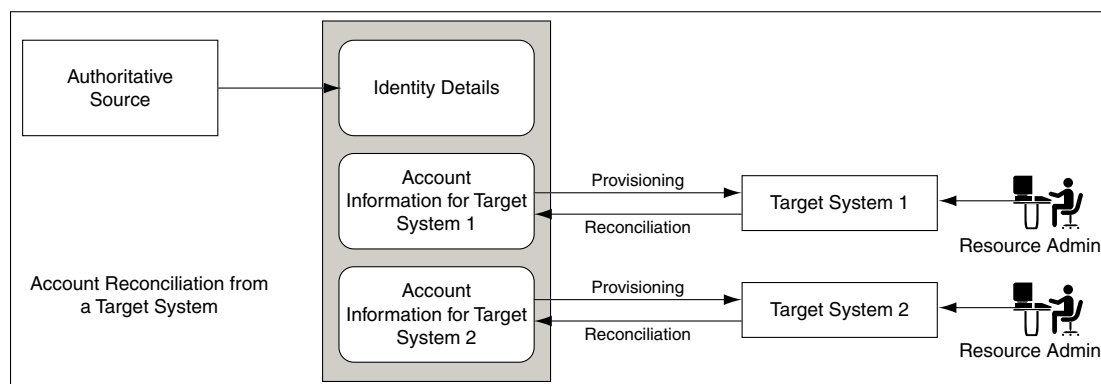 Authoritative
Source
Identity Details
Account
Information for Target
System 1
Provisioning
Reconciliation
Target System 1
Resource Admin
Account Reconciliation from
a Target System
Account
Information for Target
System 2
Provisioning
Reconciliation
Target System 2
Resource Admin